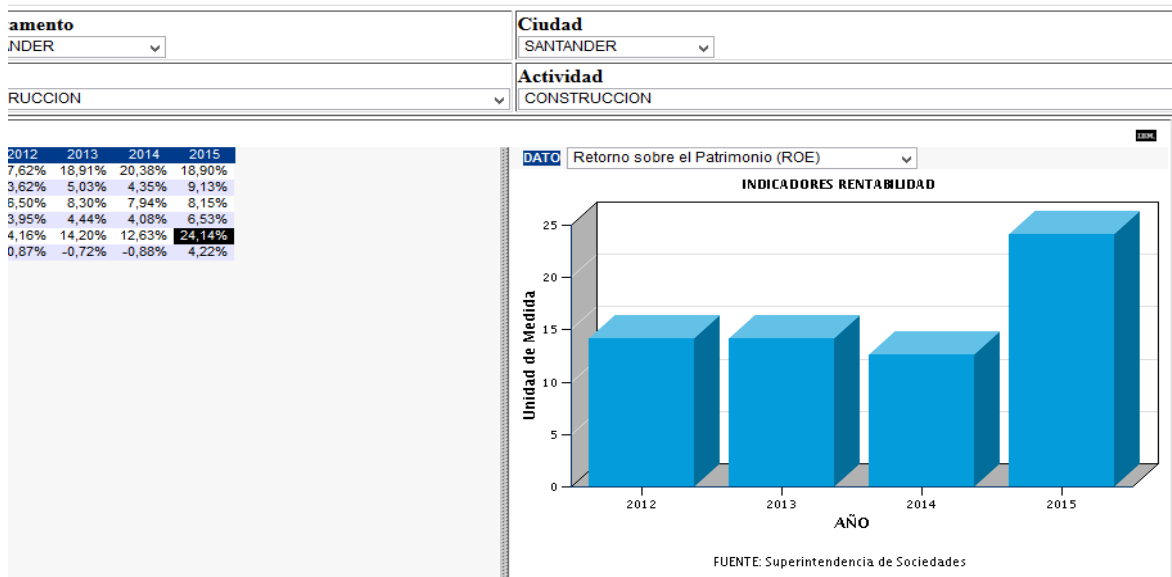 amento
NDER
Ciudad
SANTANDER
RUCCION
Actividad
CONSTRUCCION
IBM.
2012 2013 2014 2015
7,62% 18,91% 20,38% 18,90%
3,62% 5,03% 4,35% 9,13%
6,50% 8,30% 7,94% 8,15%
3,95% 4,44% 4,08% 6,53%
4,16% 14,20% 12,63% 24,14%
0,87% -0,72% -0,88% 4,22%
DATO Retorno sobre el Patrimonio (ROE)
INDICADORES RENTABILIDAD
Unidad de Medida
25
20
15
10
5
0
2012 2013 2014 2015
AÑO
FUENTE: Superintendencia de Sociedades